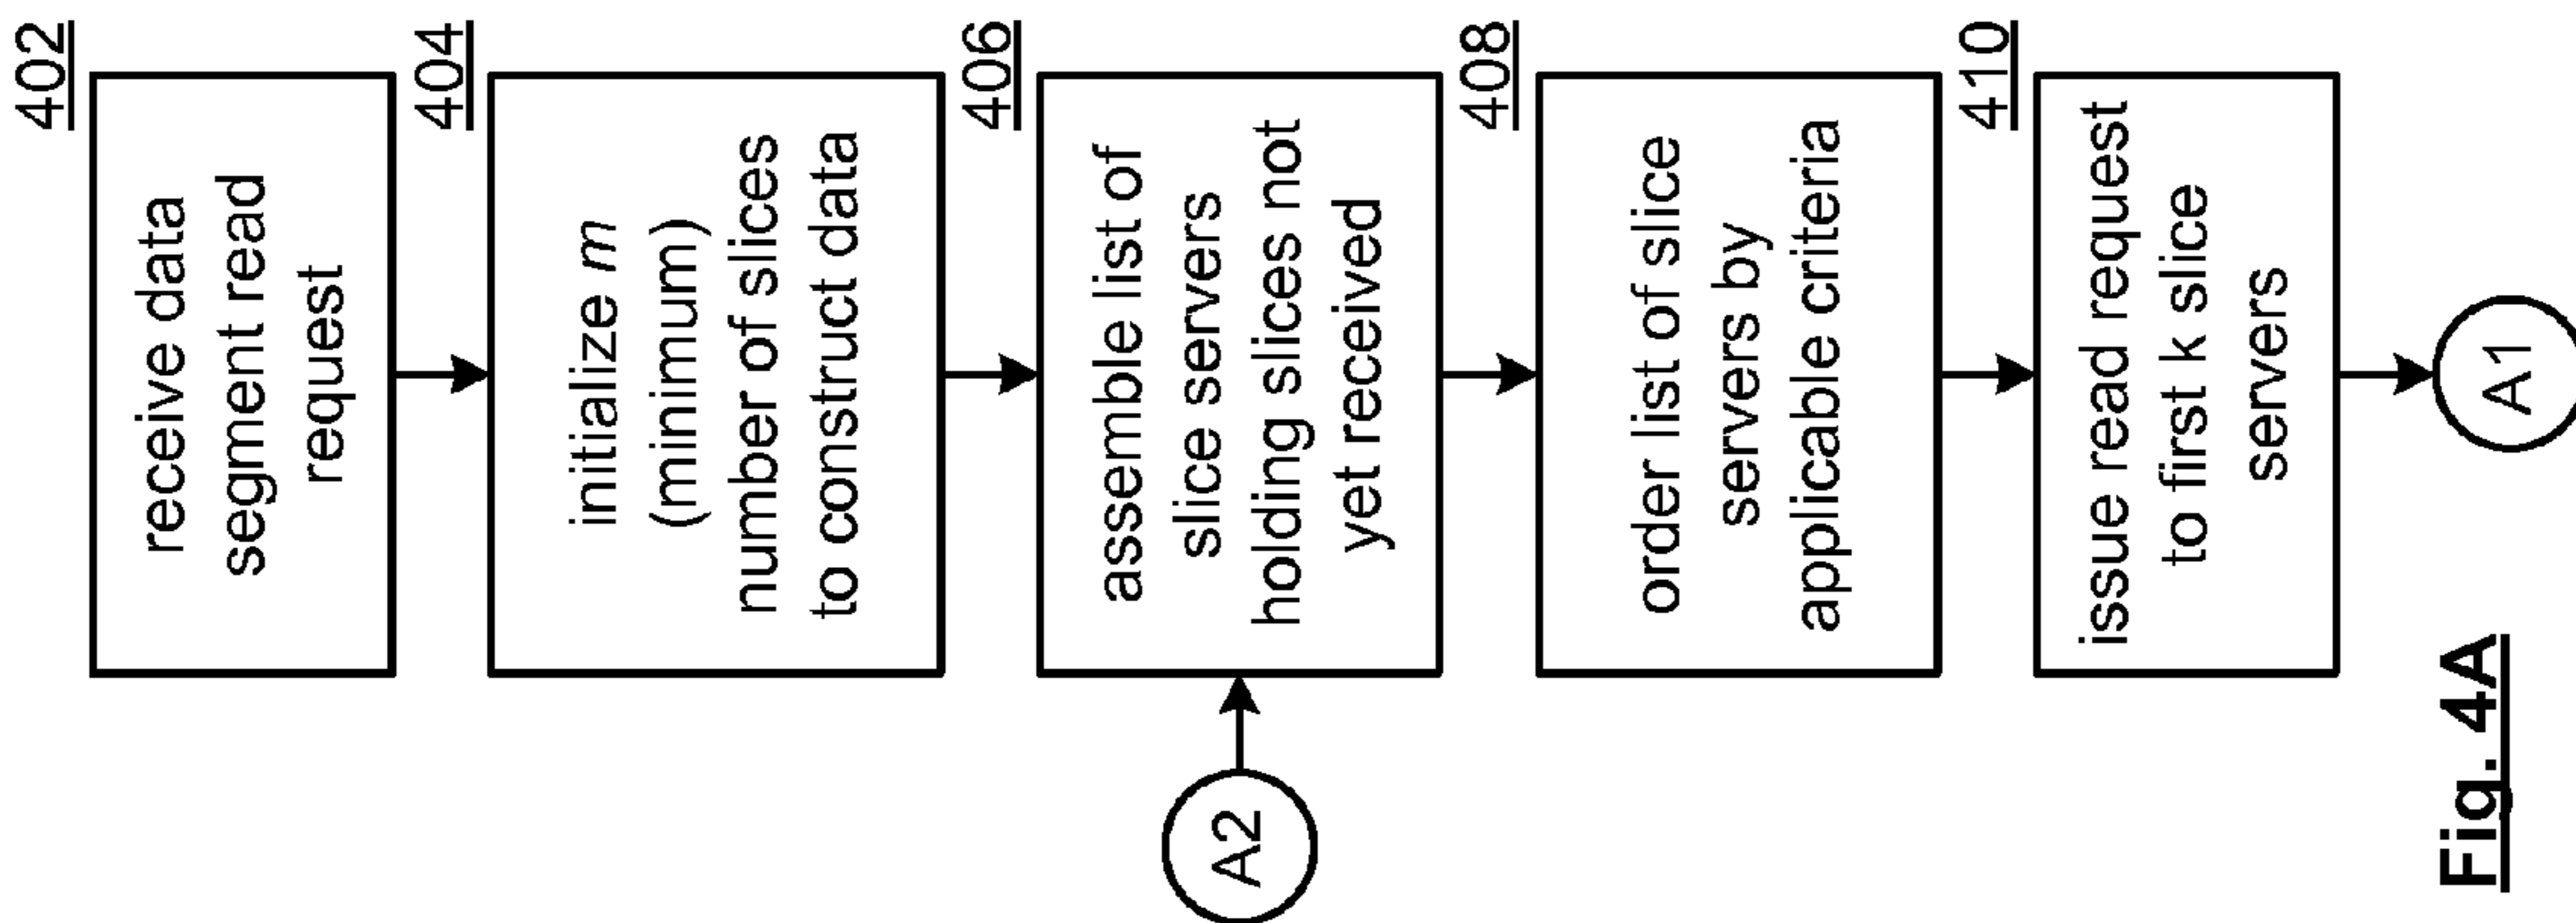 402
receive data
segment read
request
404
initialize m
(minimum)
number of slices
to construct data
A2
406
assemble list of
slice servers
holding slices not
yet received
408
order list of slice
servers by
applicable criteria
410
issue read request
to first k slice
servers
A1
Fig. 4A